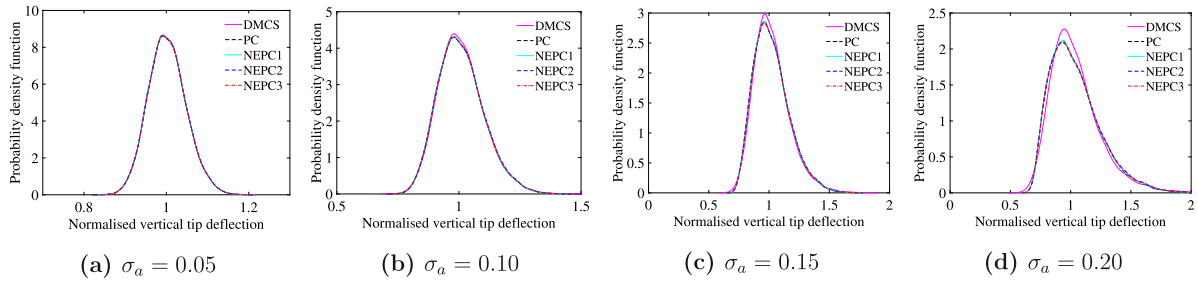 Probability density function
10
8
6
4
2
0
0.8
1
1.2
Normalised vertical tip deflection
DMCS
PC
NEPC1
NEPC2
NEPC3
(a) σₐ = 0.05
Probability density function
5
4
3
2
1
0
0.5
1
1.5
Normalised vertical tip deflection
DMCS
PC
NEPC1
NEPC2
NEPC3
(b) σₐ = 0.10
Probability density function
3
2.5
2
1.5
1
0.5
0
0
0.5
1
1.5
2
Normalised vertical tip deflection
DMCS
PC
NEPC1
NEPC2
NEPC3
(c) σₐ = 0.15
Probability density function
2.5
2
1.5
1
0.5
0
0
0.5
1
1.5
2
Normalised vertical tip deflection
DMCS
PC
NEPC1
NEPC2
NEPC3
(d) σₐ = 0.20